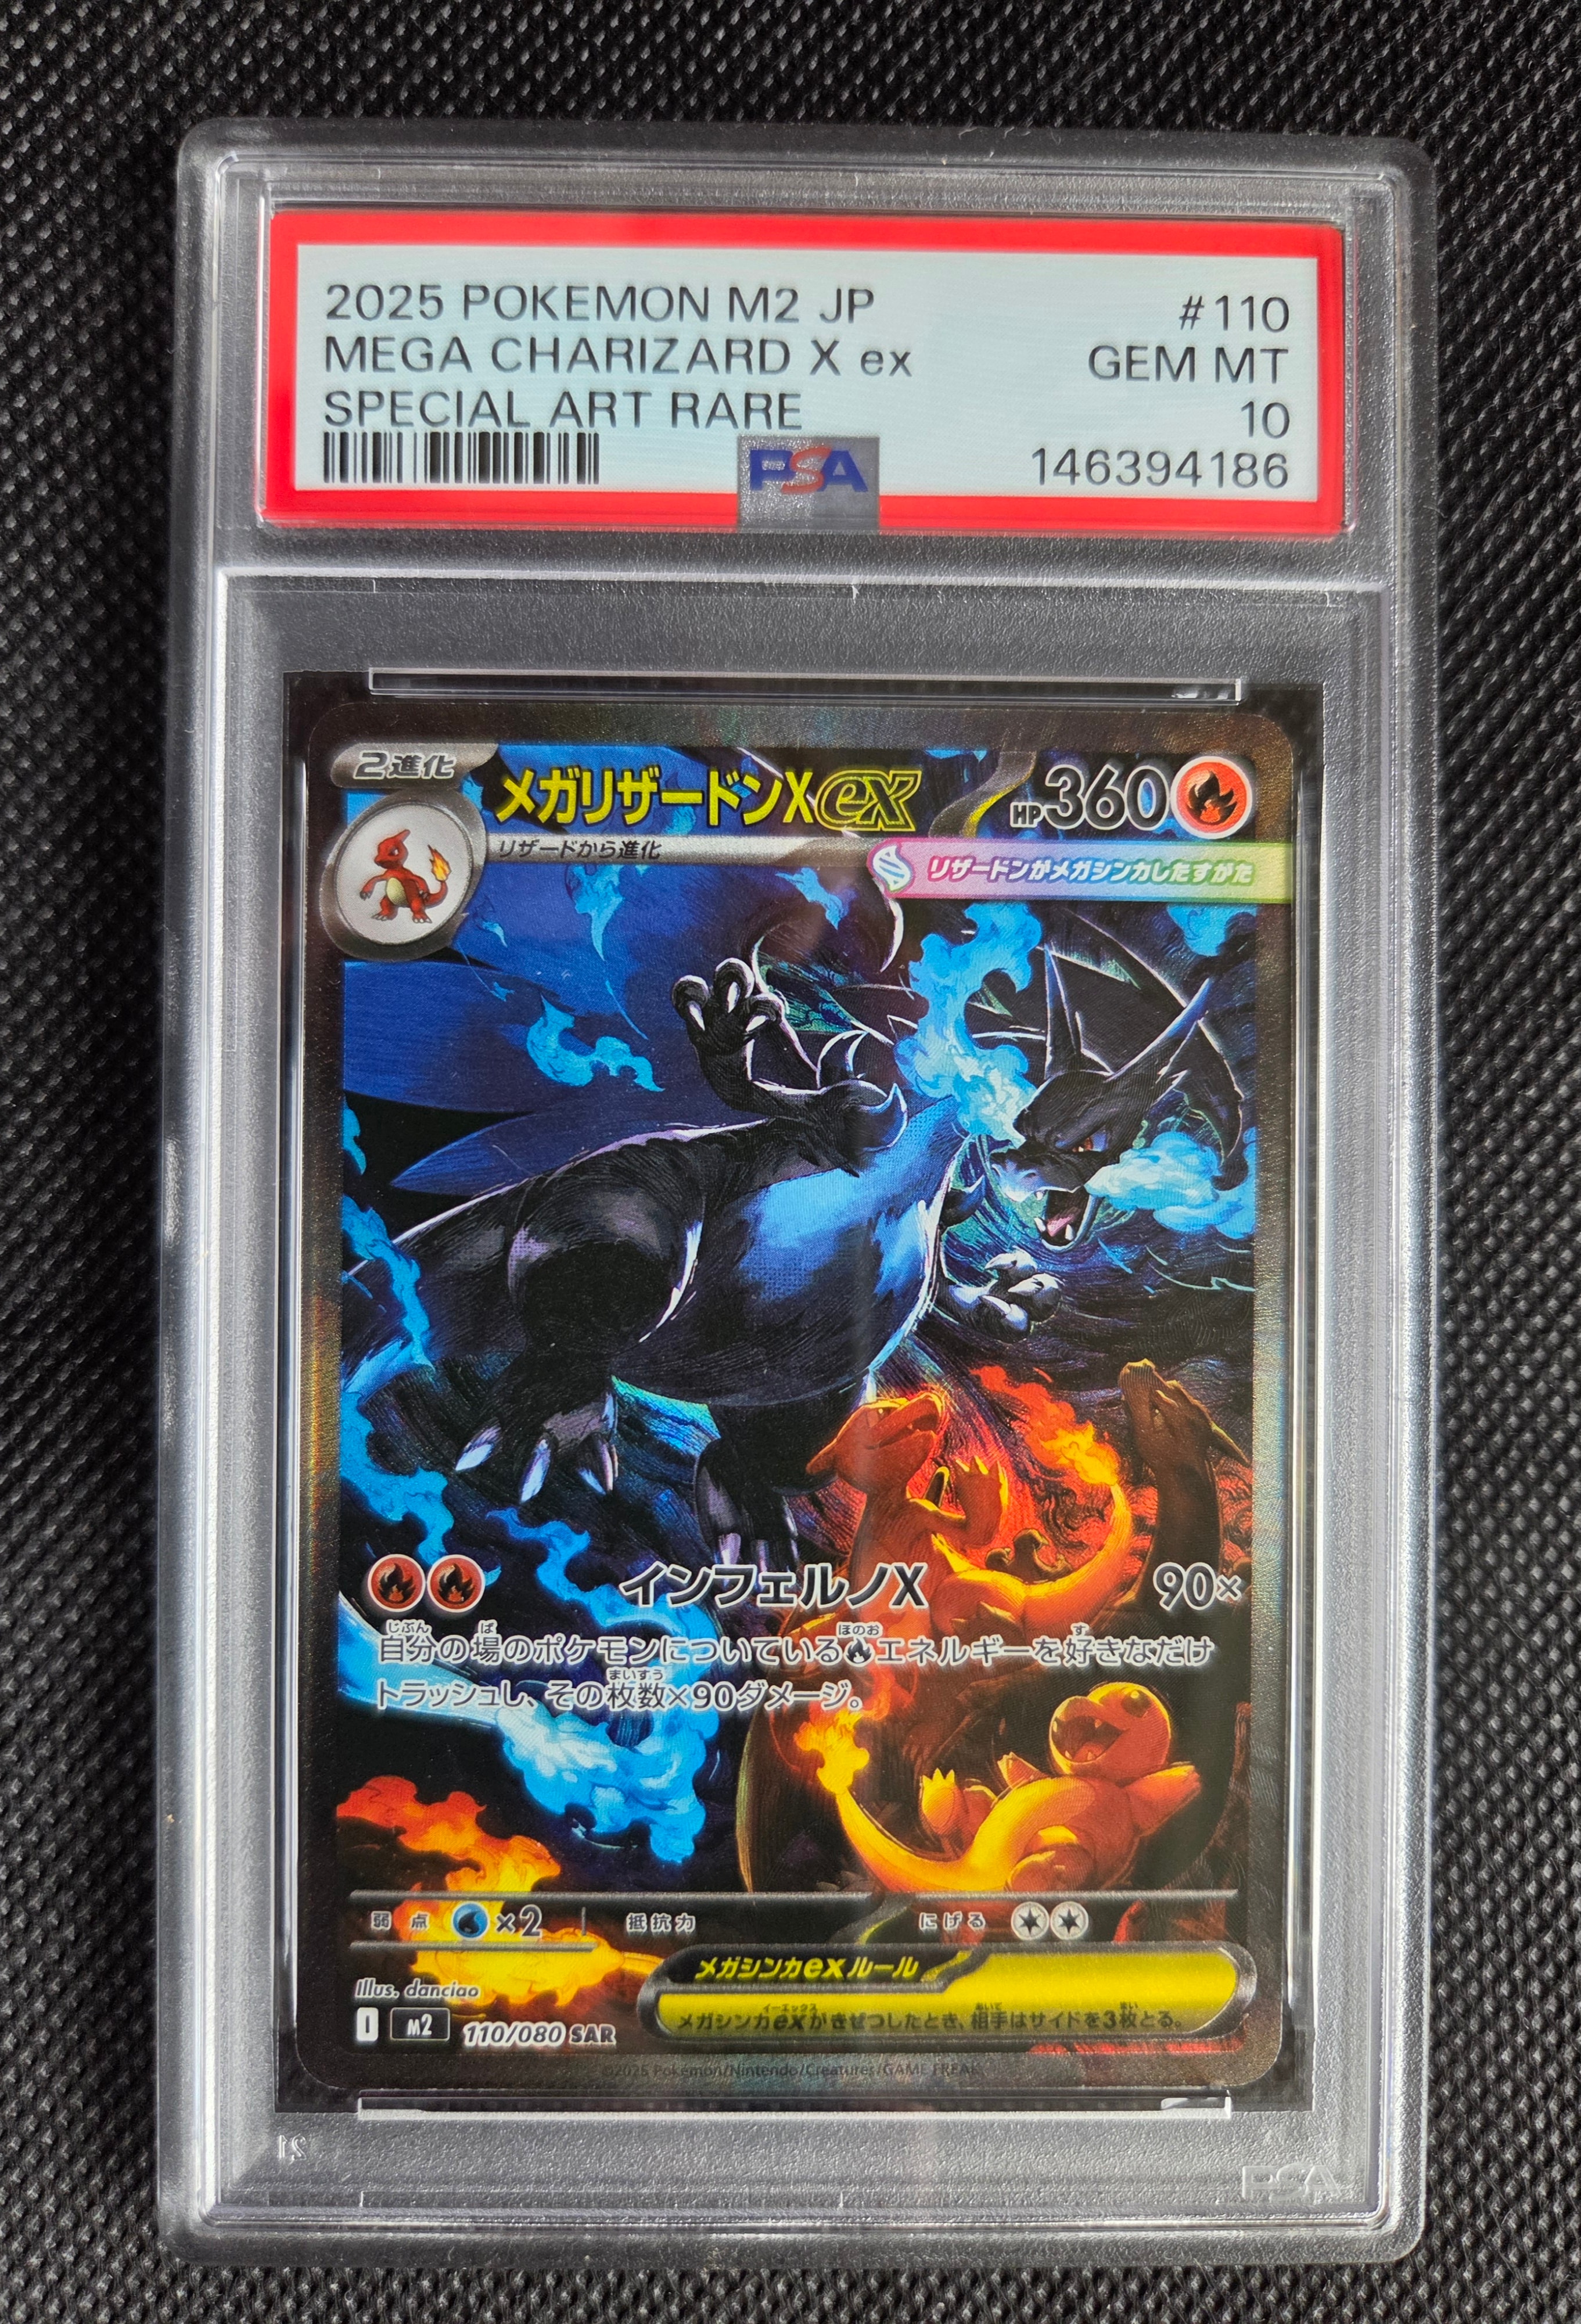 2025 POKEMON M2 JP #110
MEGA CHARIZARD X ex GEM MT
SPECIAL ART RARE 10
PSA 146394186
2進化 メガリザードンXex HP360
リザードから進化
リザードンがメガシンカしたすがた
インフェルノX 90×
自分の場のポケモンについているエネルギーを好きなだけ
トラッシュし、その枚数×90ダメージ。
弱点 ×2 抵抗力 にげる
メガシンカexルール
メガシンカexがきぜつしたとき、相手はサイドを3枚とる。
Illus. danciao
I M2 110/080 SAR
©2025 Pokémon/Nintendo/Creatures/GAME FREAK
PSA